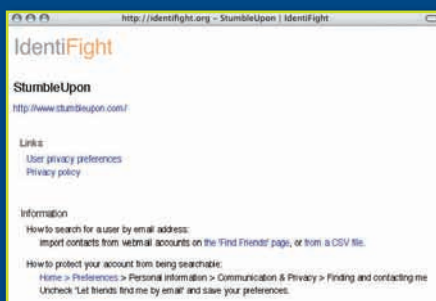 http://identifight.org – StumbleUpon | IdentiFight
IdentiFight
StumbleUpon
http://www.stumbleupon.com/
Links
User privacy preferences
Privacy policy
Information
How to search for a user by email address:
Import contacts from webmail accounts on the 'Find Friends' page, or from a CSV file.
How to protect your account from being searchable:
Home > Preferences > Personal information > Communication & Privacy > Finding and contacting me
Uncheck 'Let friends find me by email' and save your preferences.